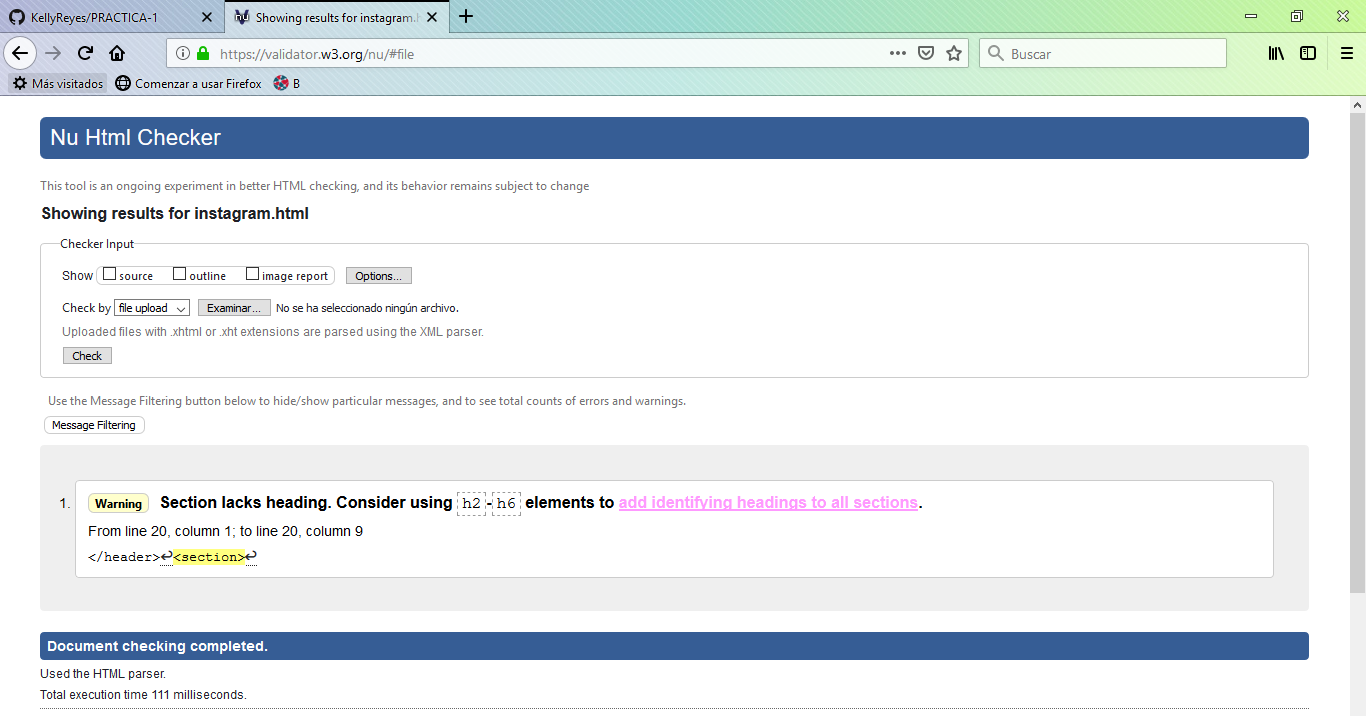 KellyReyes/PRACTICA-1
Showing results for instagram.h
https://validator.w3.org/nu/#file
Buscar
Más visitados
Comenzar a usar Firefox
B
Nu Html Checker
This tool is an ongoing experiment in better HTML checking, and its behavior remains subject to change
Showing results for instagram.html
Checker Input
Show source outline image report Options...
Check by file upload Examinar... No se ha seleccionado ningún archivo.
Uploaded files with .xhtml or .xht extensions are parsed using the XML parser.
Check
Use the Message Filtering button below to hide/show particular messages, and to see total counts of errors and warnings.
Message Filtering
1. Warning Section lacks heading. Consider using h2-h6 elements to add identifying headings to all sections.
From line 20, column 1; to line 20, column 9
</header>↩<section>↩
Document checking completed.
Used the HTML parser.
Total execution time 111 milliseconds.